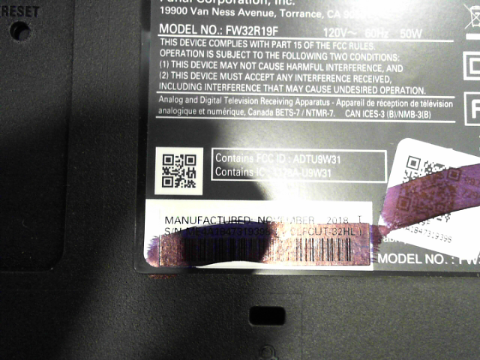 RESET
19900 Van Ness Avenue, Torrance, CA
MODEL NO.: FW32R19F 120V~ 60Hz 50W
THIS DEVICE COMPLIES WITH PART 15 OF THE FCC RULES.
OPERATION IS SUBJECT TO THE FOLLOWING TWO CONDITIONS:
(1) THIS DEVICE MAY NOT CAUSE HARMFUL INTERFERENCE, AND
(2) THIS DEVICE MUST ACCEPT ANY INTERFERENCE RECEIVED,
INCLUDING INTERFERENCE THAT MAY CAUSE UNDESIRED OPERATION.
Analog and Digital Television Receiving Apparatus - Appareil de réception de télévision
analogique et numérique, Canada BETS-7 / NTMR-7. CAN ICES-3 (B)/NMB-3(B)
Contains FCC ID : ADTU9W31
Contains IC :
MANUFACTURED: NOVEMBER 2018
S/N
MODEL NO.: